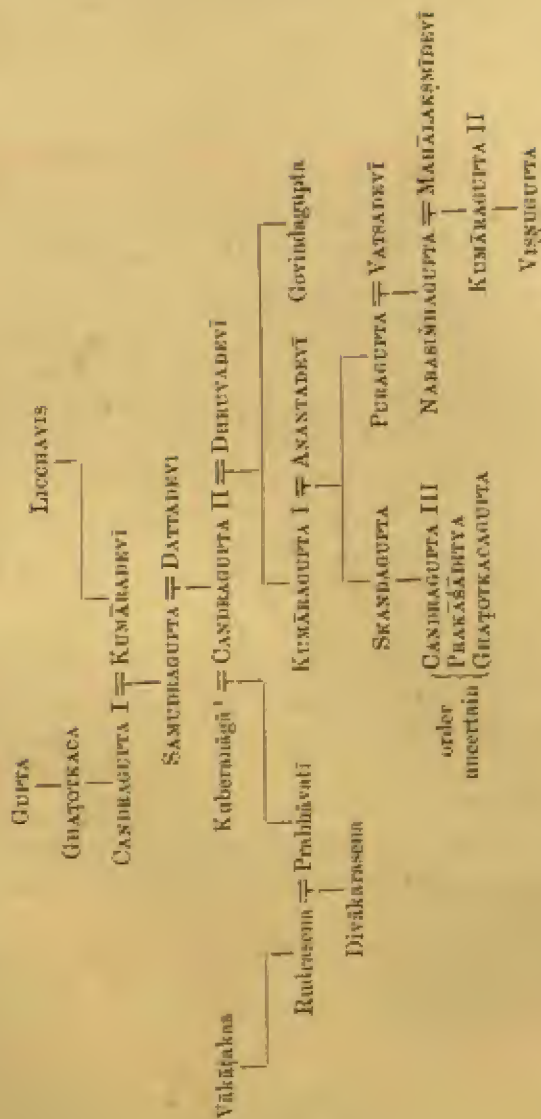 GUPTA
LICCHAVIS
GHAṬOTKACA
CANDRAGUPTA I = KUMĀRADEVĪ
SAMUDRAGUPTA = DATTADEVĪ
Vākāṭakas Kuberanāgā¹ = CANDRAGUPTA II = DHRUVADEVĪ
Rudrasena = Prabhāvatī KUMĀRAGUPTA I = ANANTADEVĪ Govindagupta
Divākarasena
SKANDAGUPTA PURAGUPTA = VATSADEVĪ
order uncertain { CANDRAGUPTA III NARASIṀHAGUPTA = MAHĀLAKṢMĪDEVĪ
PRAKĀŚĀDITYA
GHAṬOTKACAGUPTA KUMĀRAGUPTA II
VIṢṆUGUPTA